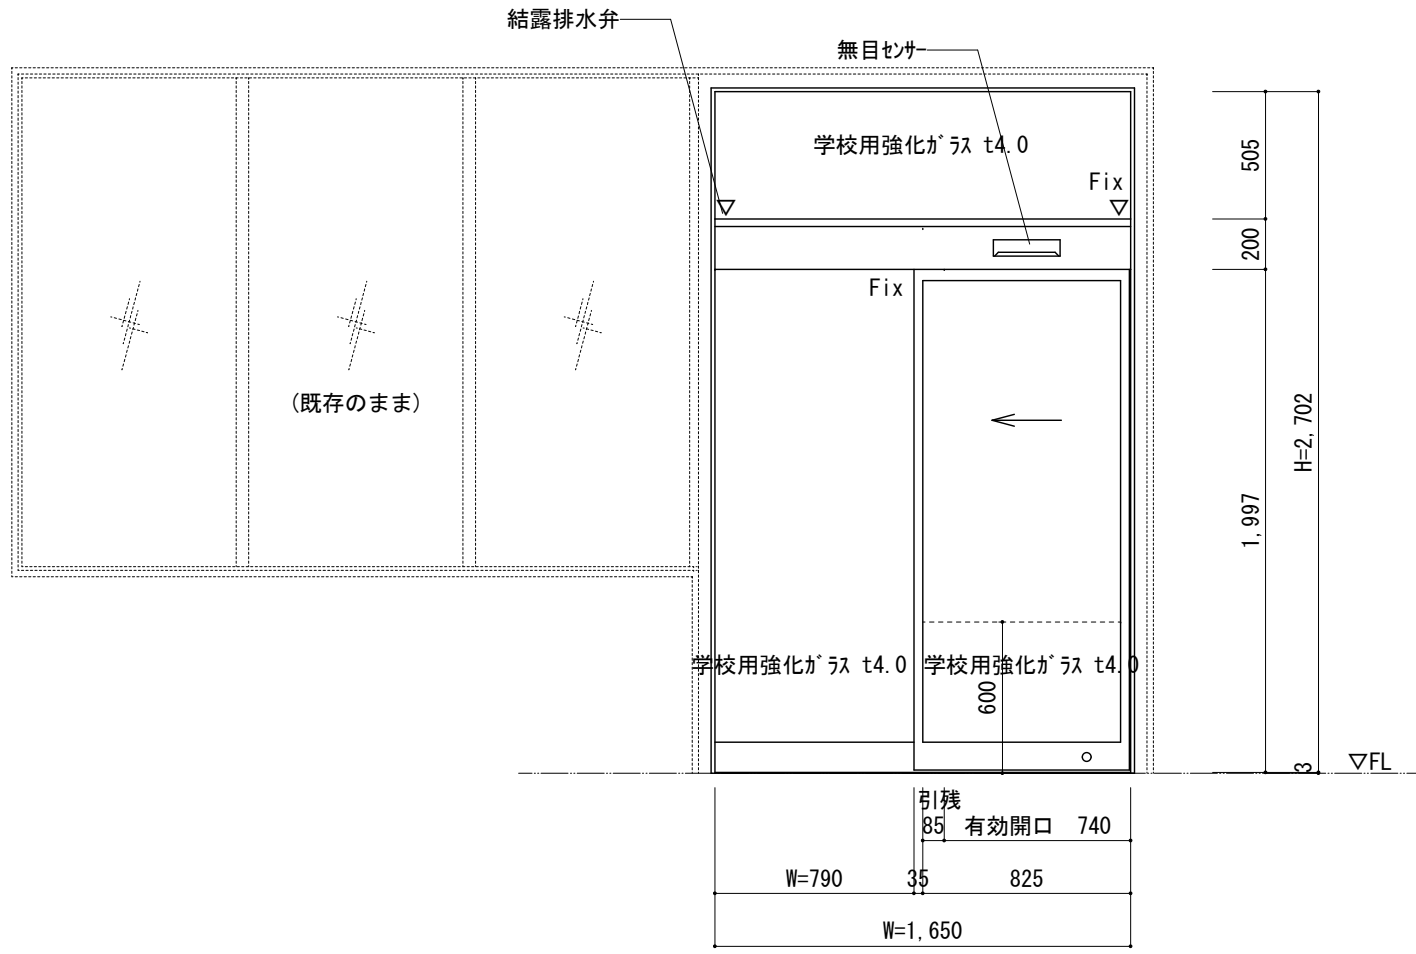 結露排水弁
無目ｾﾝｻｰ
学校用強化ｶﾞﾗｽ t4.0
Fix
505
200
Fix
(既存のまま)
H=2,702
1,997
学校用強化ｶﾞﾗｽ t4.0
学校用強化ｶﾞﾗｽ t4.0
600
3
▽FL
引残
85
有効開口 740
W=790
35
825
W=1,650